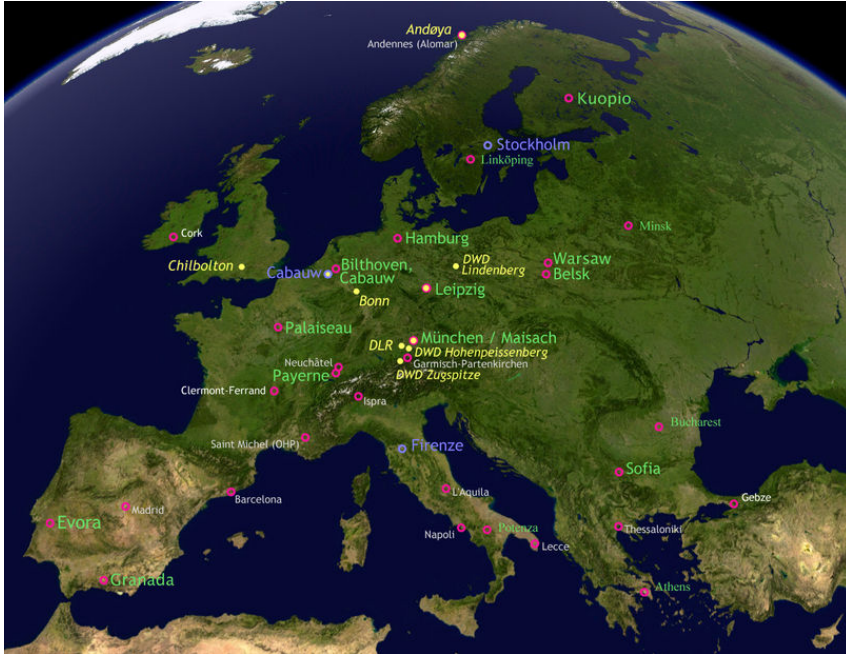 Andøya
Andennes (Alomar)
Kuopio
Stockholm
Linköping
Minsk
Cork
Hamburg
Chilbolton
Cabauw
Bilthoven,
Cabauw
DWD
Lindenberg
Warsaw
Belsk
Bonn
Leipzig
Palaiseau
München / Maisach
DLR
DWD Hohenpeissenberg
Neuchâtel
Garmisch-Partenkirchen
Payerne
DWD Zugspitze
Clermont-Ferrand
Ispra
Bucharest
Saint Michel (OHP)
Firenze
Sofia
Barcelona
L'Aquila
Gebze
Madrid
Evora
Napoli
Potenza
Thessaloniki
Lecce
Granada
Athens